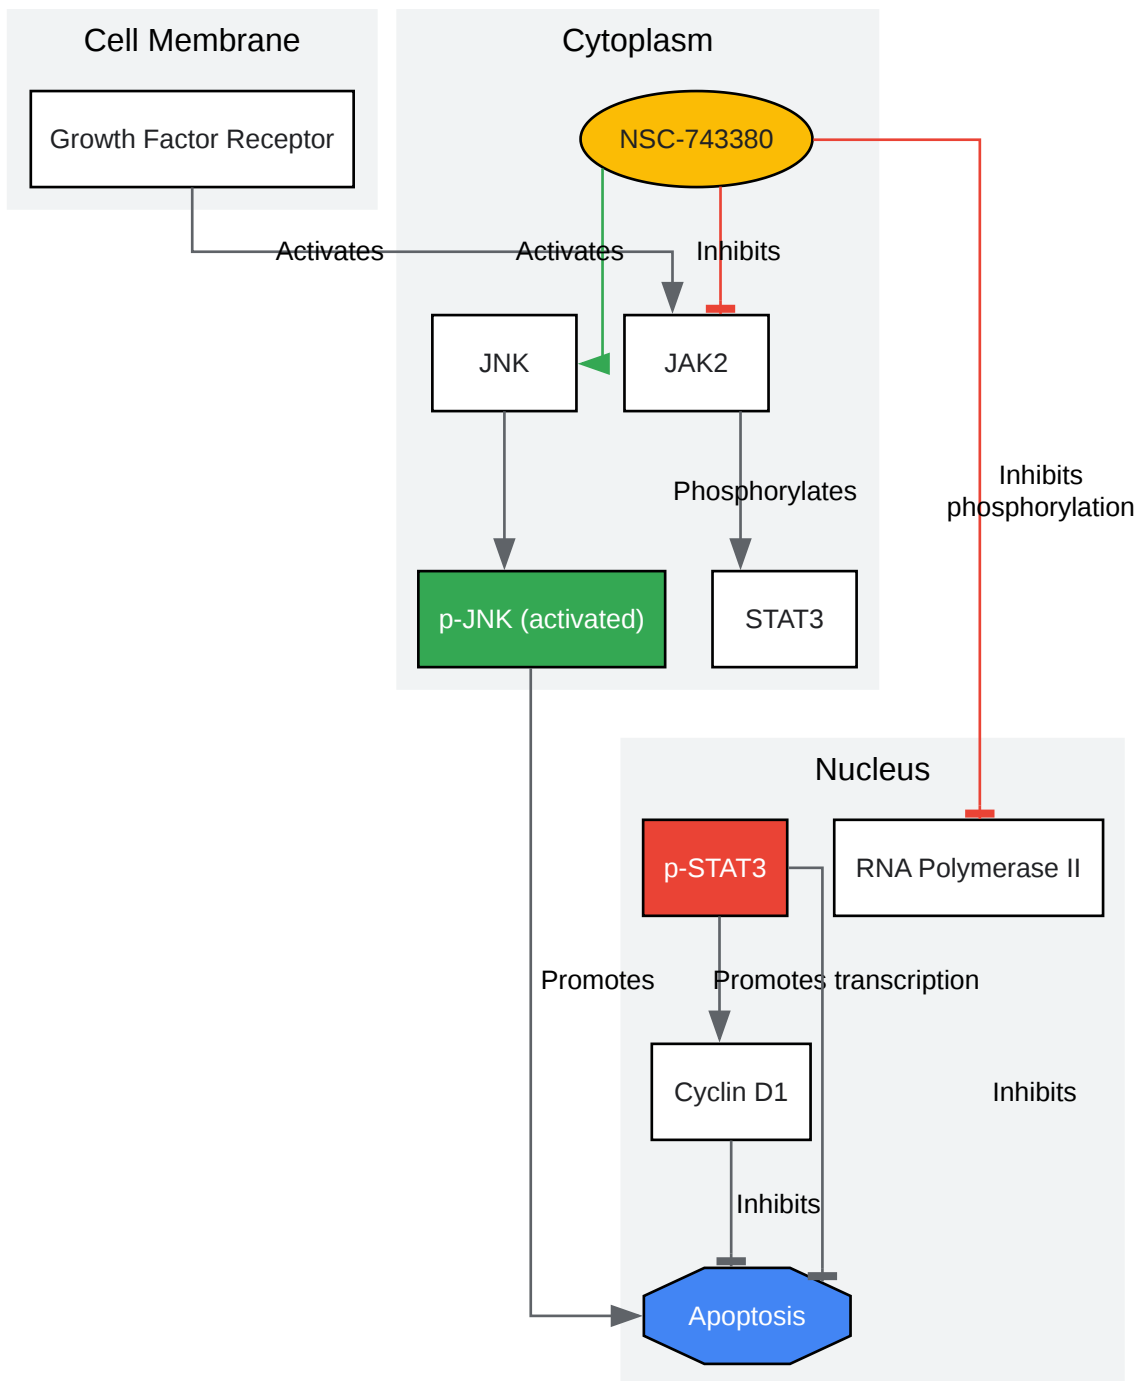 Cell Membrane
Cytoplasm
Growth Factor Receptor
NSC-743380
Activates
Activates
Inhibits
JNK
JAK2
Phosphorylates
Inhibits
phosphorylation
p-JNK (activated)
STAT3
Nucleus
p-STAT3
RNA Polymerase II
Promotes
Promotes transcription
Cyclin D1
Inhibits
Inhibits
Apoptosis